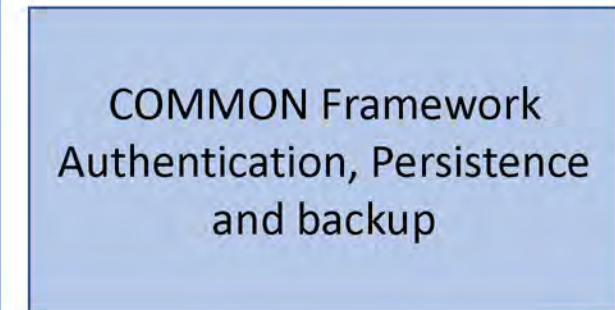 COMMON Framework
Authentication, Persistence
and backup